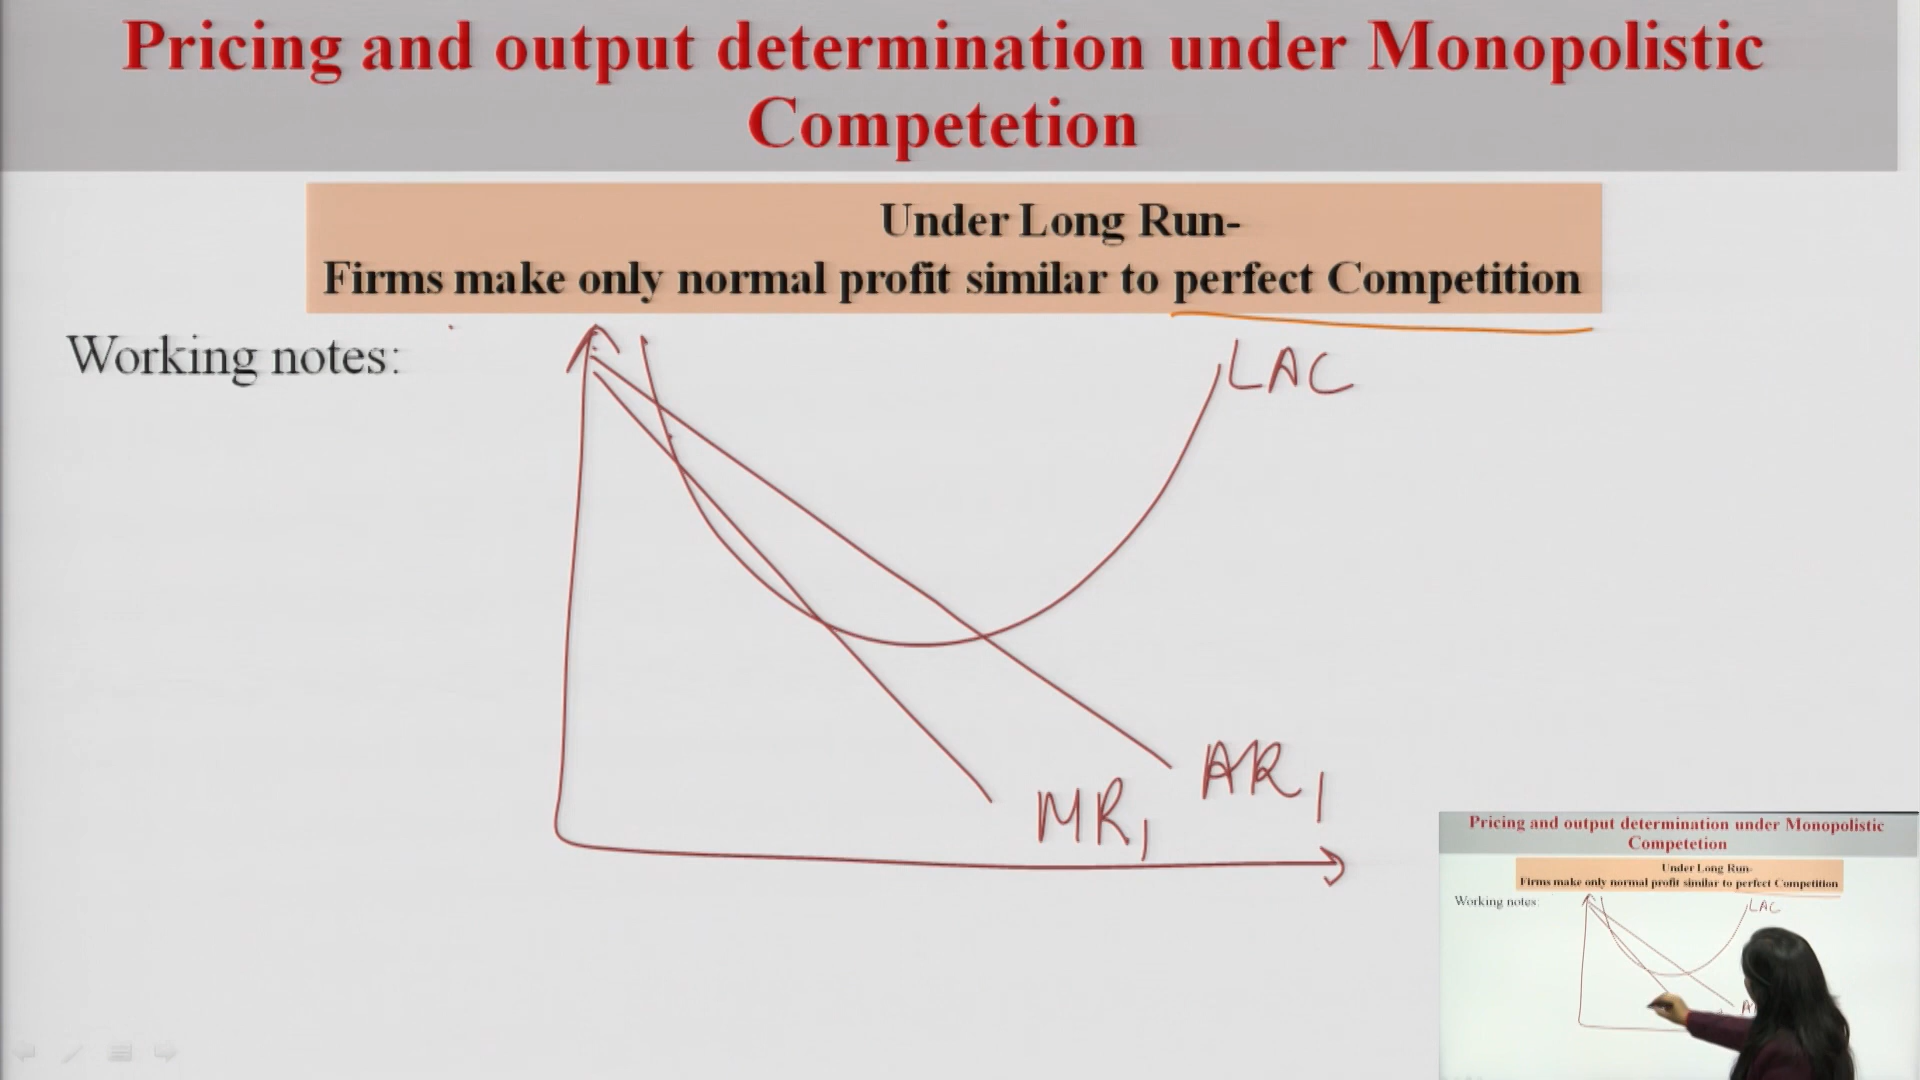 Pricing and output determination under Monopolistic
Competetion
Under Long Run-
Firms make only normal profit similar to perfect Competition
Working notes:
LAC
AR1
MR1
Pricing and output determination under Monopolistic
Competetion
Under Long Run-
Firms make only normal profit similar to perfect Competition
Working notes:
LAC